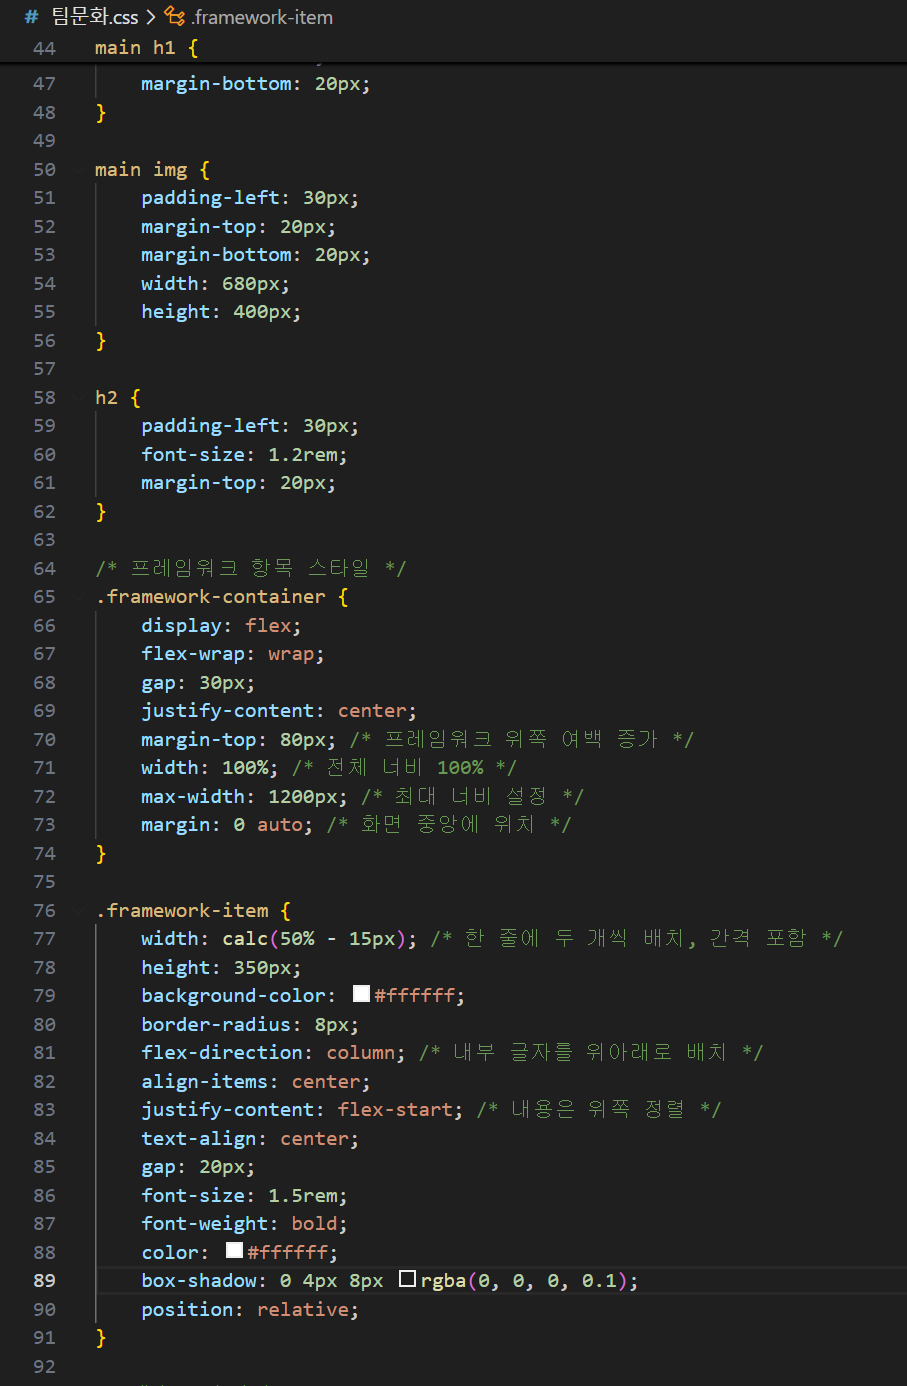 # 팀문화.css > .framework-item
44 main h1 {
47 margin-bottom: 20px;
48 }
49
50 main img {
51 padding-left: 30px;
52 margin-top: 20px;
53 margin-bottom: 20px;
54 width: 680px;
55 height: 400px;
56 }
57
58 h2 {
59 padding-left: 30px;
60 font-size: 1.2rem;
61 margin-top: 20px;
62 }
63
64 /* 프레임워크 항목 스타일 */
65 .framework-container {
66 display: flex;
67 flex-wrap: wrap;
68 gap: 30px;
69 justify-content: center;
70 margin-top: 80px; /* 프레임워크 위쪽 여백 증가 */
71 width: 100%; /* 전체 너비 100% */
72 max-width: 1200px; /* 최대 너비 설정 */
73 margin: 0 auto; /* 화면 중앙에 위치 */
74 }
75
76 .framework-item {
77 width: calc(50% - 15px); /* 한 줄에 두 개씩 배치, 간격 포함 */
78 height: 350px;
79 background-color: #ffffff;
80 border-radius: 8px;
81 flex-direction: column; /* 내부 글자를 위아래로 배치 */
82 align-items: center;
83 justify-content: flex-start; /* 내용은 위쪽 정렬 */
84 text-align: center;
85 gap: 20px;
86 font-size: 1.5rem;
87 font-weight: bold;
88 color: #ffffff;
89 box-shadow: 0 4px 8px rgba(0, 0, 0, 0.1);
90 position: relative;
91 }
92